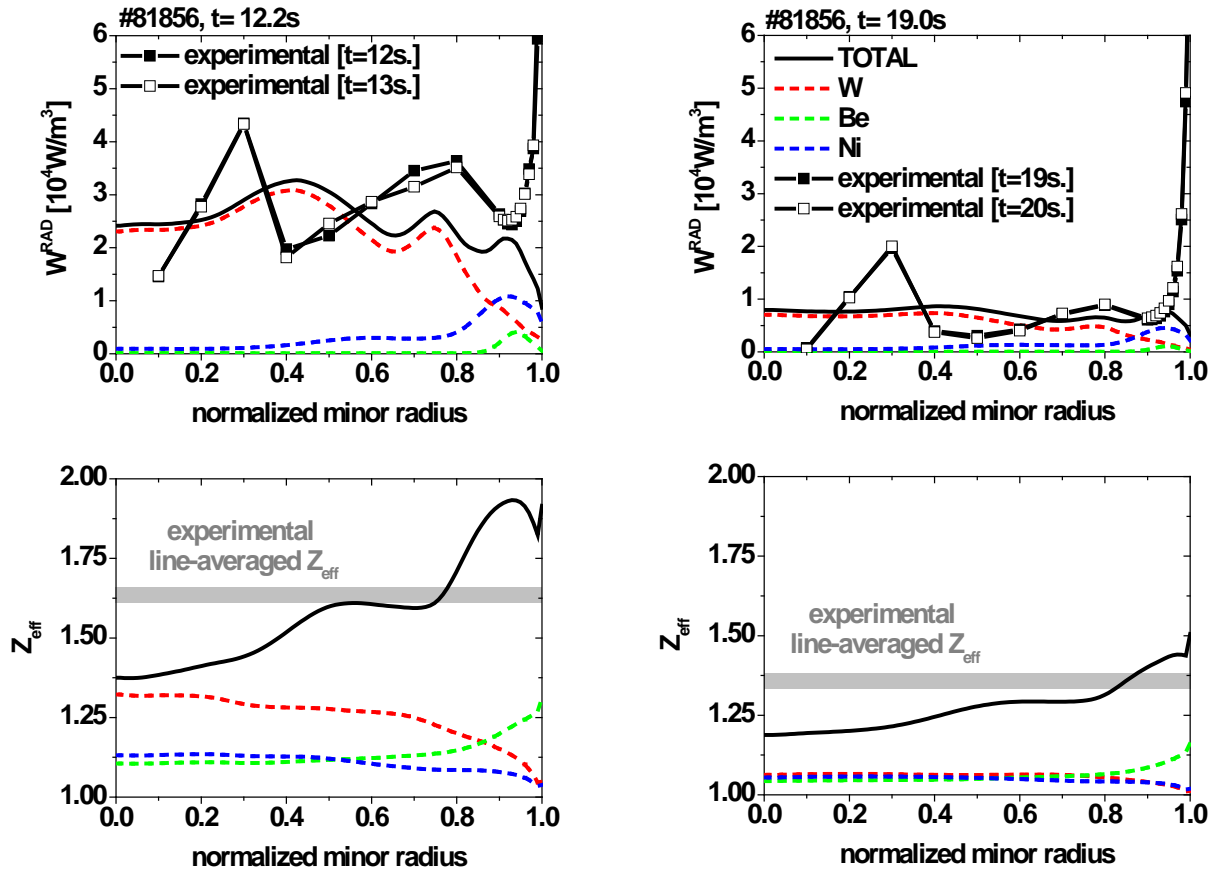 #81856, t= 12.2s
6
5
4
3
2
1
0
W^RAD [10^4W/m^3]
experimental [t=12s.]
experimental [t=13s.]
0.0 0.2 0.4 0.6 0.8 1.0
normalized minor radius
#81856, t= 19.0s
6
5
4
3
2
1
0
W^RAD [10^4W/m^3]
TOTAL
W
Be
Ni
experimental [t=19s.]
experimental [t=20s.]
0.0 0.2 0.4 0.6 0.8 1.0
normalized minor radius
2.00
1.75
1.50
1.25
1.00
Z_eff
experimental
line-averaged Z_eff
0.0 0.2 0.4 0.6 0.8 1.0
normalized minor radius
2.00
1.75
1.50
1.25
1.00
Z_eff
experimental
line-averaged Z_eff
0.0 0.2 0.4 0.6 0.8 1.0
normalized minor radius